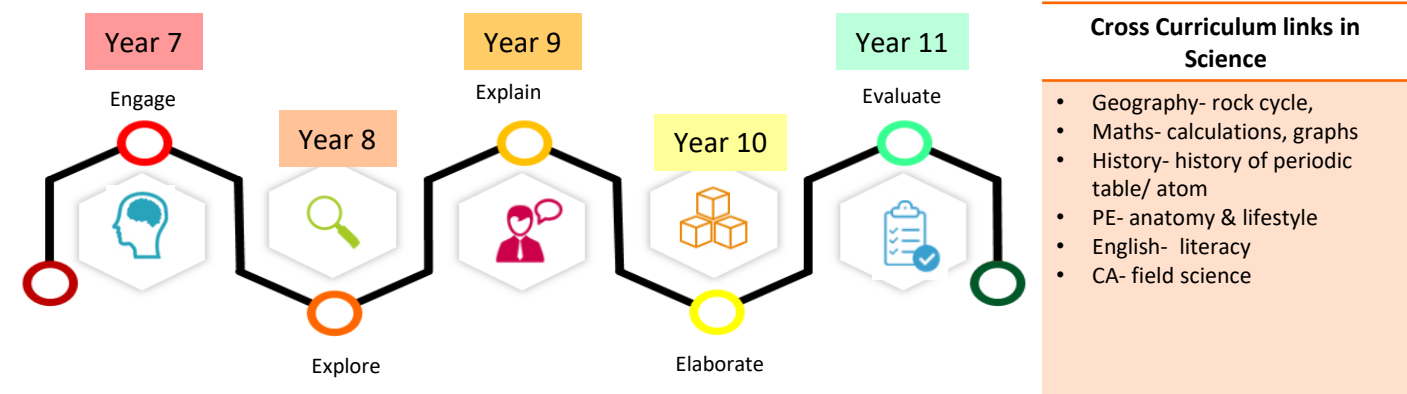 Year 7
Engage
Year 8
Explore
Year 9
Explain
Year 10
Elaborate
Year 11
Evaluate
Cross Curriculum links in
Science
• Geography- rock cycle,
• Maths- calculations, graphs
• History- history of periodic
table/ atom
• PE- anatomy & lifestyle
• English-  literacy
• CA- field science